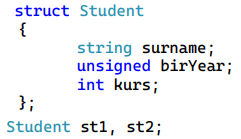 struct Student
{
string surname;
unsigned birYear;
int kurs;
};
Student st1, st2;